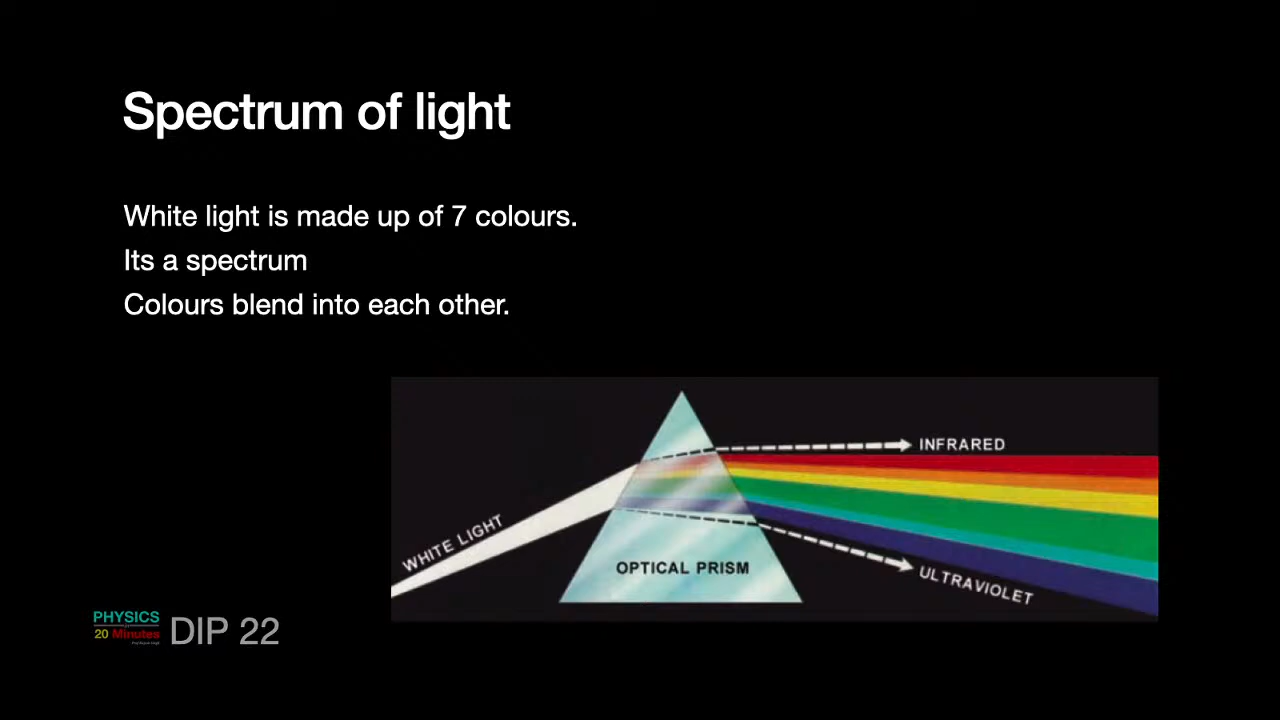 Spectrum of light
White light is made up of 7 colours.
Its a spectrum
Colours blend into each other.
INFRARED
WHITE LIGHT
OPTICAL PRISM
ULTRAVIOLET
PHYSICS
20 Minutes
DIP 22